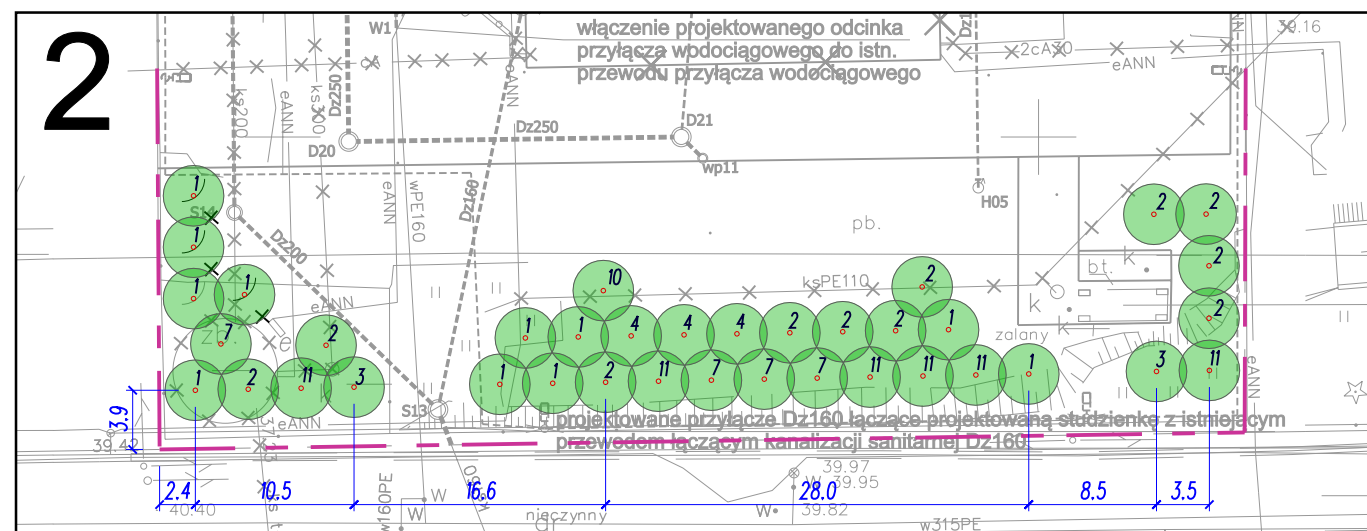 2
W1
włączenie projektowanego odcinka
przyłącza wodociągowego do istn.
przewodu przyłącza wodociągowego
39.16
2cA30
eANN
eANN
eANN
ks200
ks300
Dz250
D20
Dz250
D21
wp11
H05
eANN
wPE160
Dz160
S14
Dz200
pb.
ksPE110
eANN
k
bt.
k
k
zalany
1
1
1
1
7
1
2
11
2
3
10
1
1
4
4
4
2
2
2
2
1
1
1
2
11
7
7
7
11
11
11
1
2
2
2
2
3
11
S13
eANN
eANN
projektowane przyłącze Dz160 łączące projektowaną studzienkę z istniejącym
przewodem łączącym kanalizacji sanitarnej Dz160
3.9
39.42
39.97
W 39.95
39.82
W
40.40
2.4
10.5
16.6
28.0
8.5
3.5
w160PE
W
W
nieczynny
w315PE